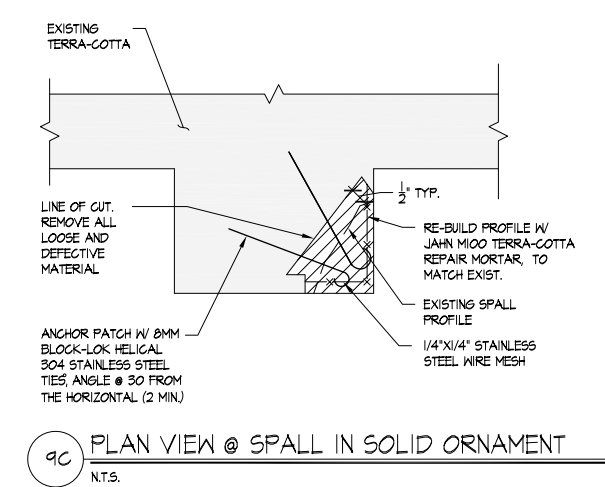 EXISTING
TERRA-COTTA
1/2" TYP.
LINE OF CUT.
REMOVE ALL
LOOSE AND
DEFECTIVE
MATERIAL
RE-BUILD PROFILE W/
JAHN M100 TERRA-COTTA
REPAIR MORTAR, TO
MATCH EXIST.
EXISTING SPALL
PROFILE
1/4"X1/4" STAINLESS
STEEL WIRE MESH
ANCHOR PATCH W/ 8MM
BLOCK-LOK HELICAL
304 STAINLESS STEEL
TIES, ANGLE @ 30 FROM
THE HORIZONTAL (2 MIN.)
9C
PLAN VIEW @ SPALL IN SOLID ORNAMENT
N.T.S.